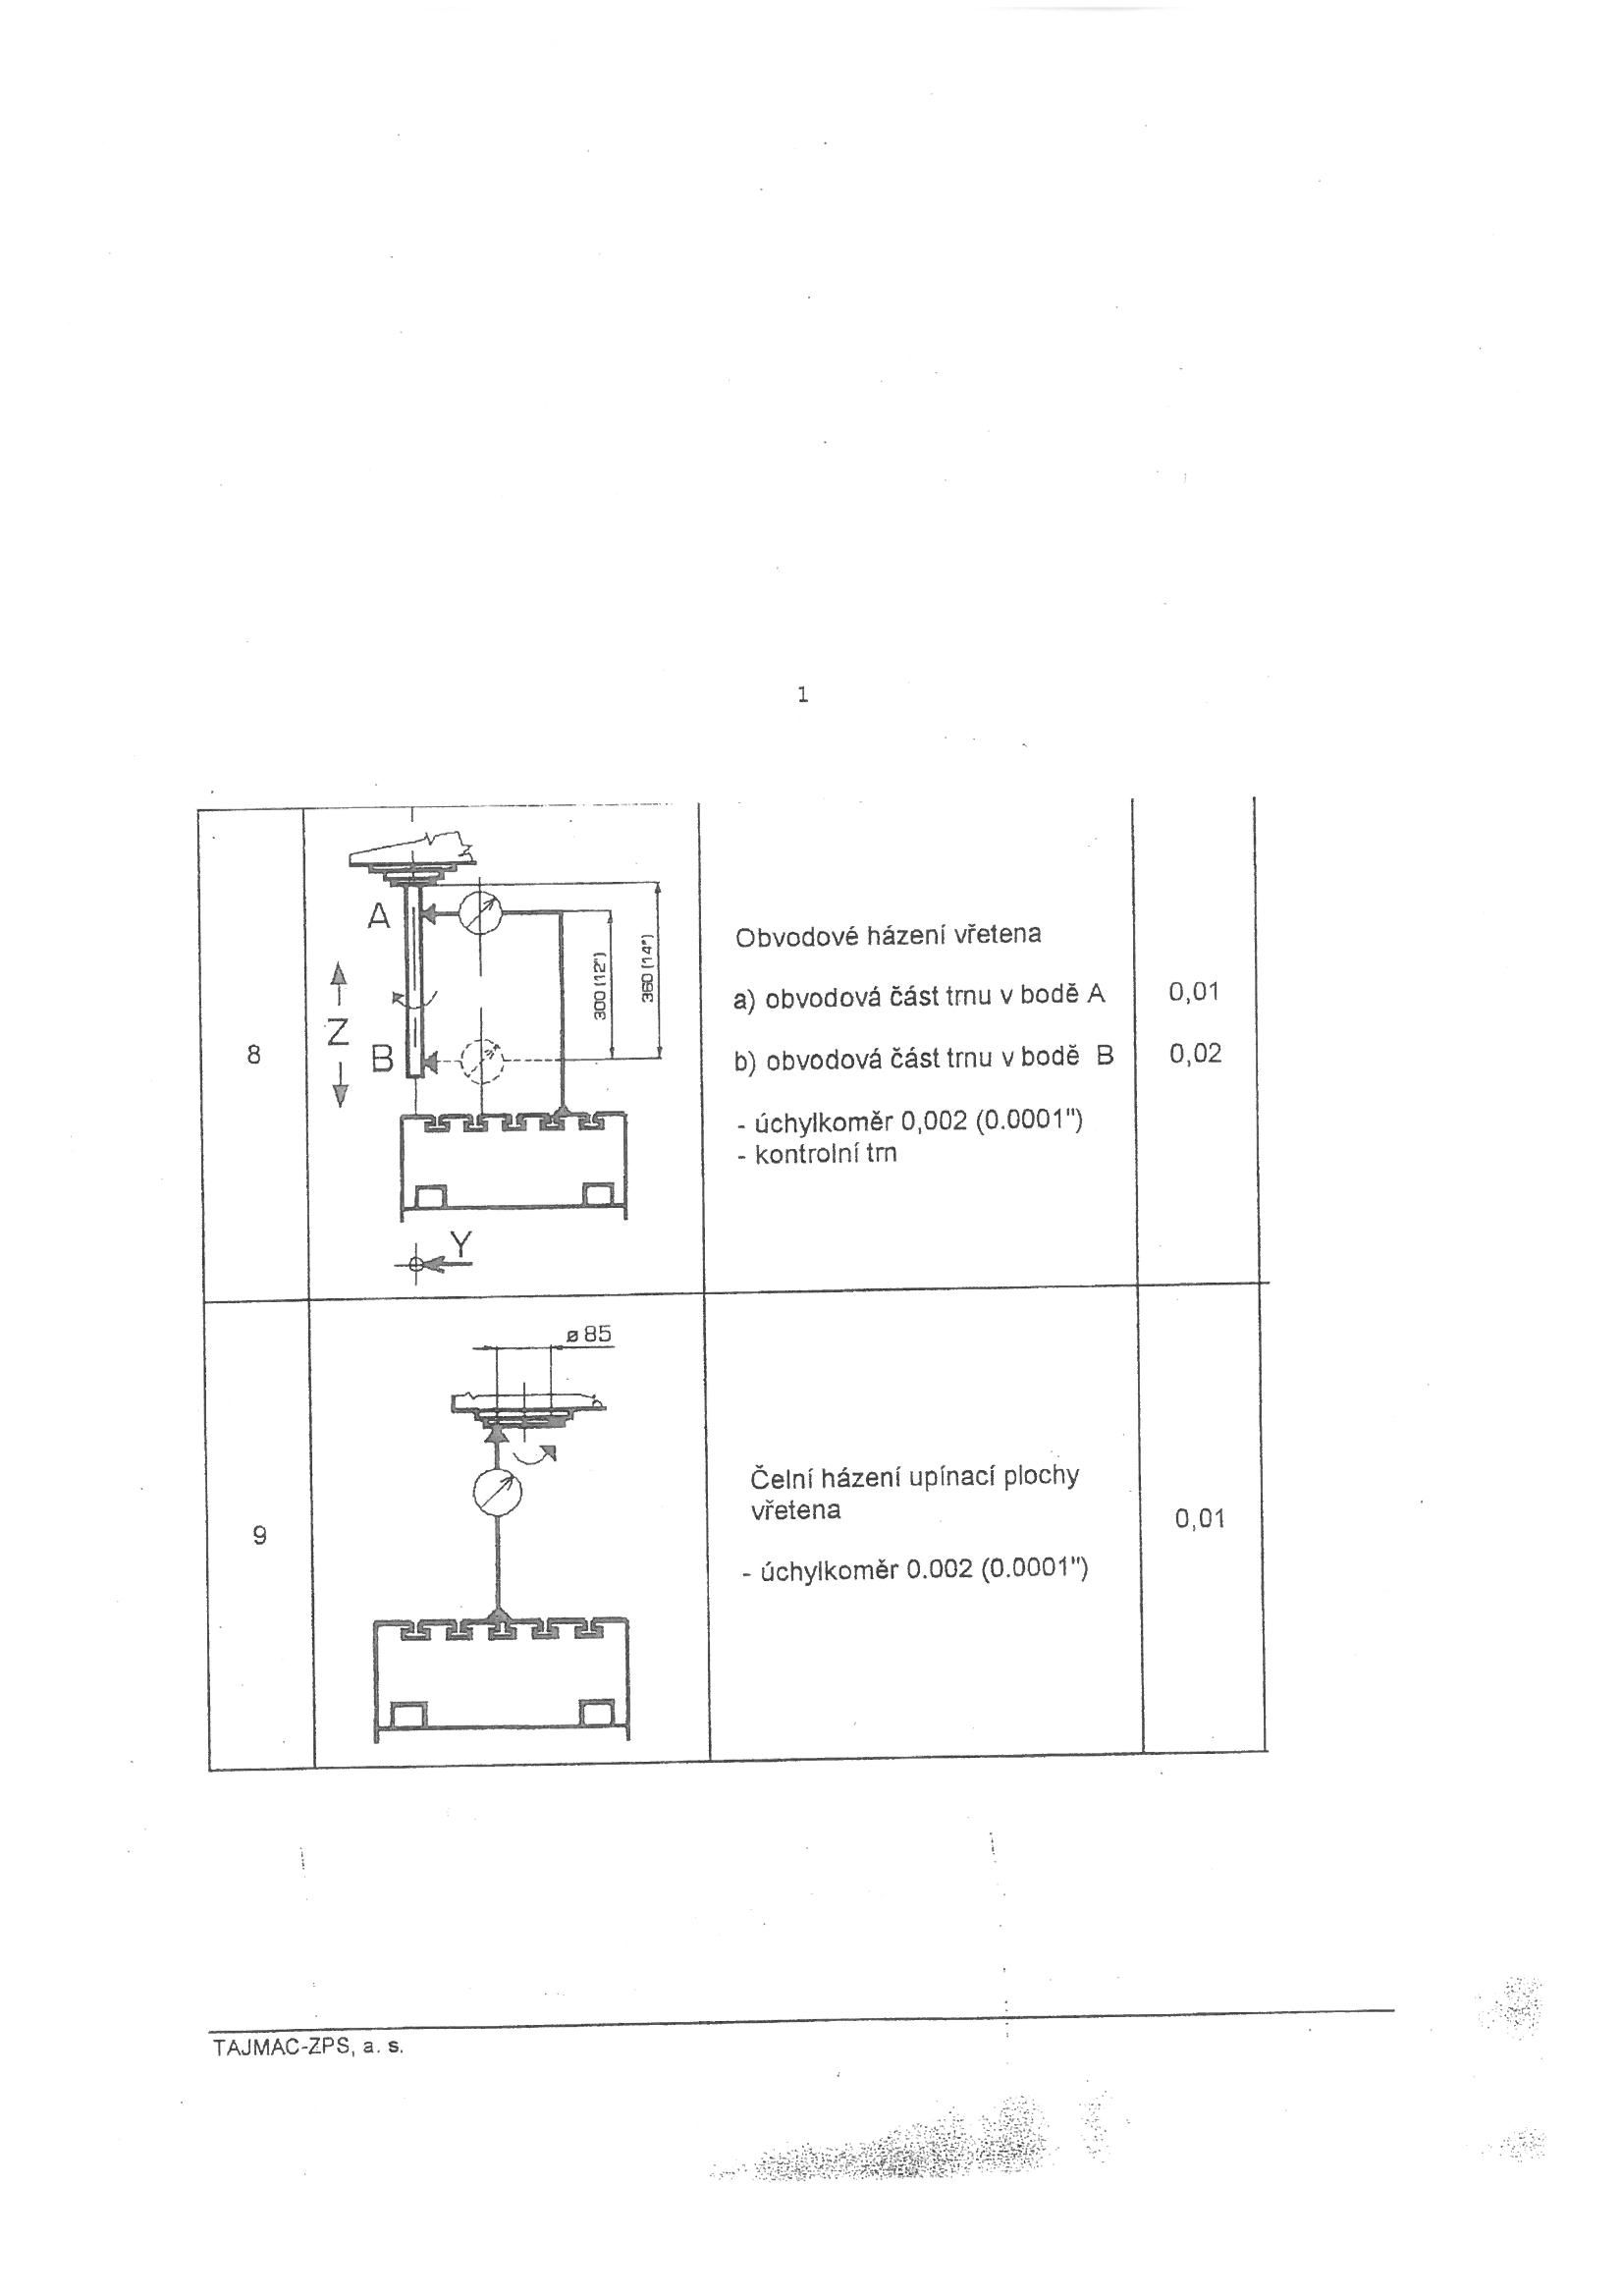 1
8
A
Z
B
300 (12")
360 (14")
Y
Obvodové házení vřetena
a) obvodová část trnu v bodě A
0,01
b) obvodová část trnu v bodě B
0,02
- úchylkoměr 0,002 (0.0001")
- kontrolní trn
9
ø 85
Čelní házení upínací plochy
vřetena
0,01
- úchylkoměr 0.002 (0.0001")
TAJMAC-ZPS, a. s.